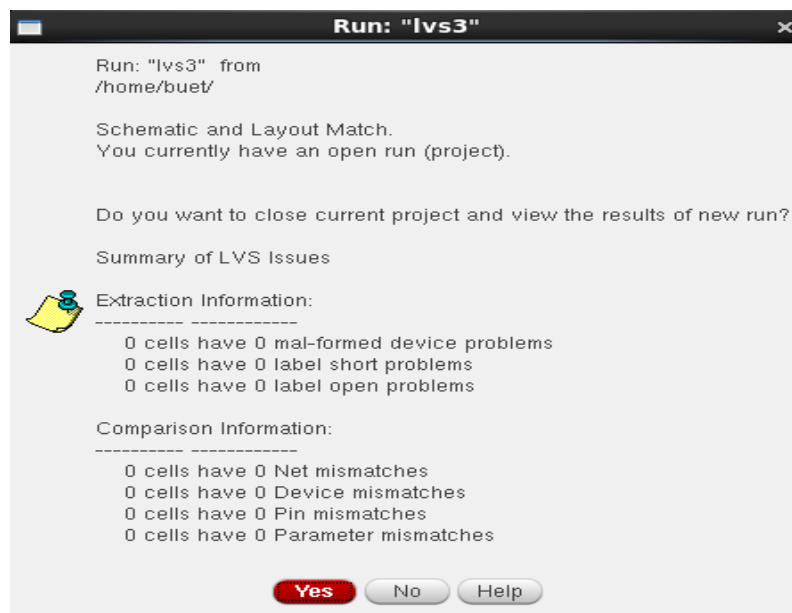 Run: "lvs3"
Run: "lvs3" from
/home/buet/
Schematic and Layout Match.
You currently have an open run (project).
Do you want to close current project and view the results of new run?
Summary of LVS Issues
Extraction Information:
---------- ------------
0 cells have 0 mal-formed device problems
0 cells have 0 label short problems
0 cells have 0 label open problems
Comparison Information:
---------- ------------
0 cells have 0 Net mismatches
0 cells have 0 Device mismatches
0 cells have 0 Pin mismatches
0 cells have 0 Parameter mismatches
Yes No Help